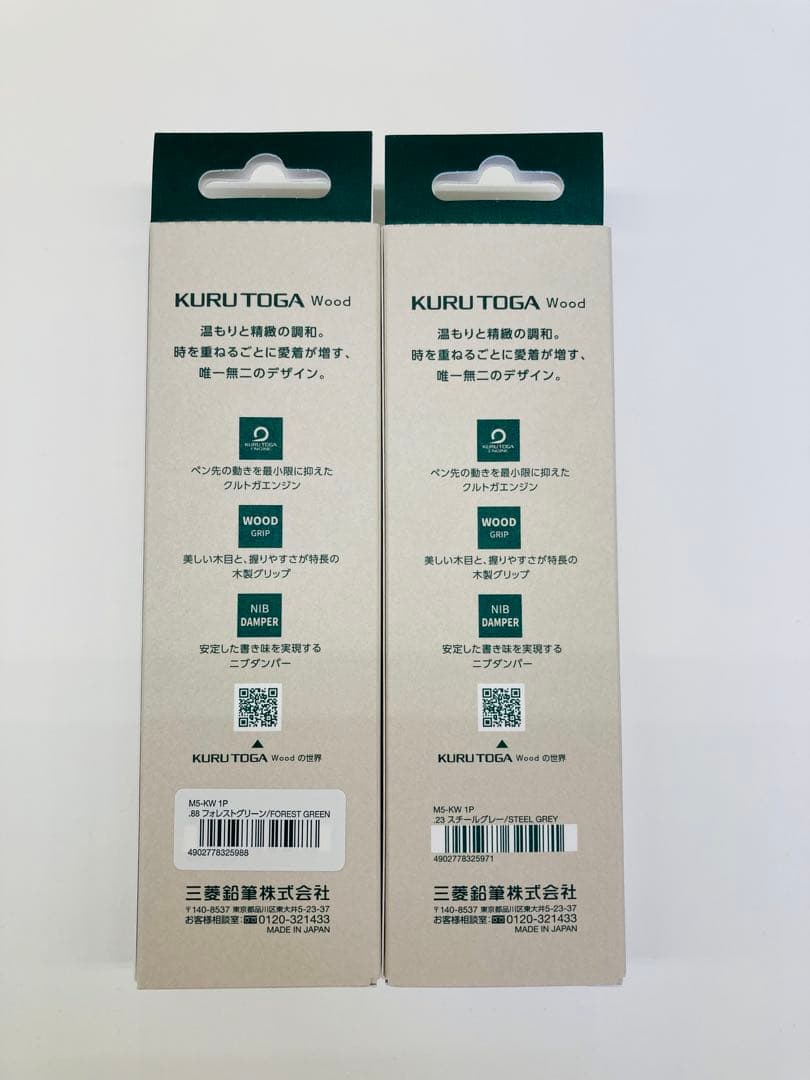 KURU TOGA Wood
温もりと精緻の調和。
時を重ねるごとに愛着が増す、
唯一無二のデザイン。
KURU TOGA
ENGINE
ペン先の動きを最小限に抑えた
クルトガエンジン
WOOD
GRIP
美しい木目と、握りやすさが特長の
木製グリップ
NIB
DAMPER
安定した書き味を実現する
ニブダンパー
KURU TOGA Wood の世界
M5-KW 1P
.88 フォレストグリーン/FOREST GREEN
4902778325988
三菱鉛筆株式会社
〒140-8537 東京都品川区東大井5-23-37
お客様相談室:0120-321433
MADE IN JAPAN
KURU TOGA Wood
温もりと精緻の調和。
時を重ねるごとに愛着が増す、
唯一無二のデザイン。
KURU TOGA
ENGINE
ペン先の動きを最小限に抑えた
クルトガエンジン
WOOD
GRIP
美しい木目と、握りやすさが特長の
木製グリップ
NIB
DAMPER
安定した書き味を実現する
ニブダンパー
KURU TOGA Wood の世界
M5-KW 1P
.23 スチールグレー/STEEL GREY
4902778325971
三菱鉛筆株式会社
〒140-8537 東京都品川区東大井5-23-37
お客様相談室:0120-321433
MADE IN JAPAN